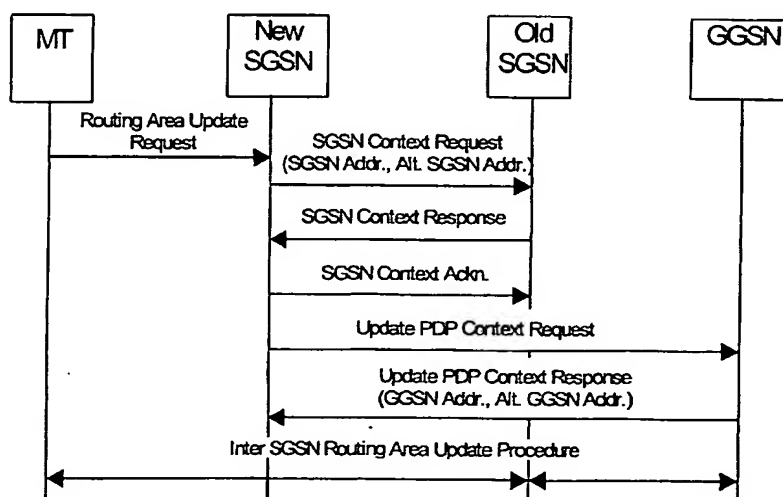 MT
New
SGSN
Old
SGSN
GGSN
Routing Area Update
Request
SGSN Context Request
(SGSN Addr., Alt. SGSN Addr.)
SGSN Context Response
SGSN Context Ackn.
Update PDP Context Request
Update PDP Context Response
(GGSN Addr., Alt. GGSN Addr.)
Inter SGSN Routing Area Update Procedure